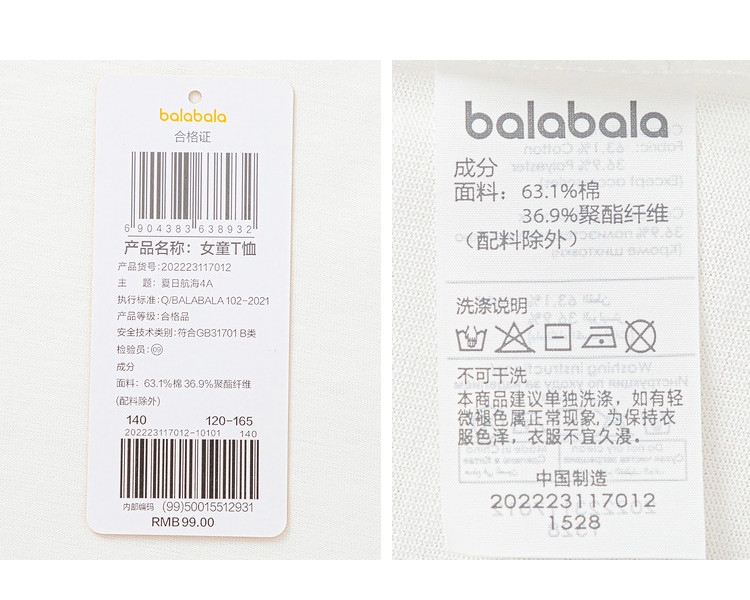 balabala
合格证
6 904383 638932
产品名称：女童T恤
产品货号：202223117012
主 题：夏日航海4A
执行标准：Q/BALABALA 102-2021
产品等级：合格品
安全技术类别：符合GB31701 B类
检验员：09
成分
面料：63.1%棉 36.9%聚酯纤维
(配料除外)
140 120-165
202223117012-10101 140
内部编码 (99)50015512931
RMB 99.00
balabala
成分
面料：63.1%棉
36.9%聚酯纤维
（配料除外）
洗涤说明
不可干洗
本商品建议单独洗涤，如有轻
微褪色属正常现象，为保持衣
服色泽，衣服不宜久漫。
中国制造
202223117012
1528